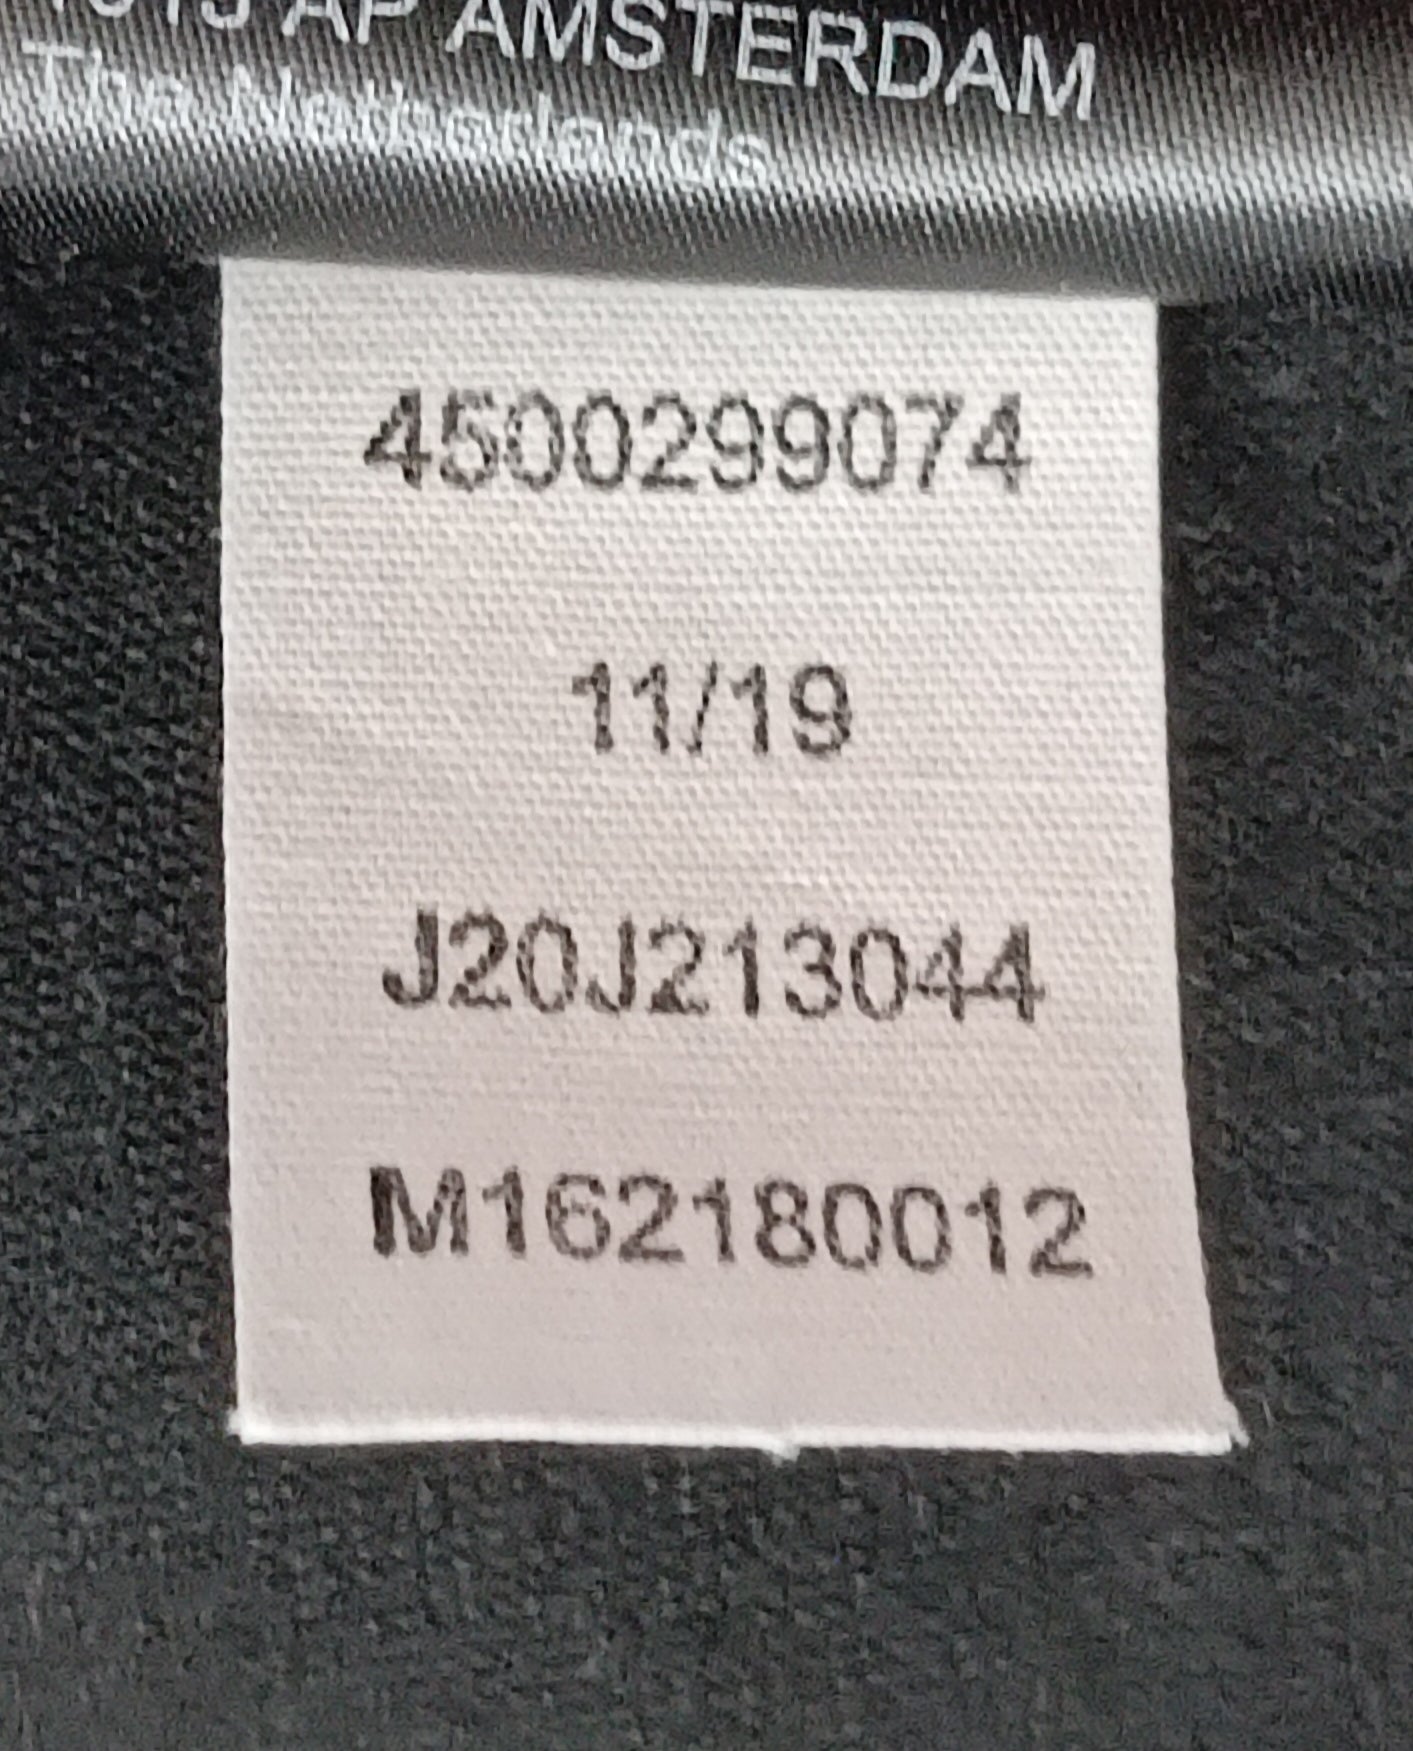 AP AMSTERDAM
The Netherlands
4500299074
11/19
J20J213044
M162180012